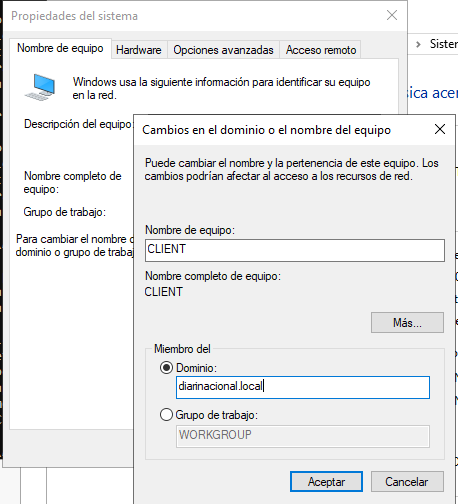 Propiedades del sistema
Nombre de equipo Hardware Opciones avanzadas Acceso remoto
Windows usa la siguiente información para identificar su equipo
en la red.
Descripción del equipo:
Nombre completo de
equipo:
Grupo de trabajo:
Para cambiar el nombre
dominio o grupo de
> Sistem
sica acer
Cambios en el dominio o el nombre del equipo
Puede cambiar el nombre y la pertenencia de este equipo. Los
cambios podrían afectar al acceso a los recursos de red.
Nombre de equipo:
CLIENT
Nombre completo de equipo:
CLIENT
Más...
Miembro del
Dominio:
diarinacional.local
Grupo de trabajo:
WORKGROUP
Aceptar Cancelar